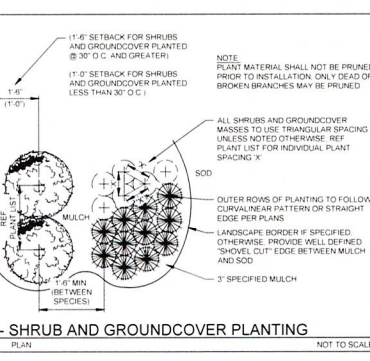 (1'-6" SETBACK FOR SHRUBS
AND GROUNDCOVER PLANTED
@ 30" O.C. AND GREATER)
(1'-0" SETBACK FOR SHRUBS
AND GROUNDCOVER PLANTED
LESS THAN 30" O.C.)
1'-6"
(1'-0")
NOTE
PLANT MATERIAL SHALL NOT BE PRUNED
PRIOR TO INSTALLATION. ONLY DEAD OR
BROKEN BRANCHES MAY BE PRUNED
ALL SHRUBS AND GROUNDCOVER
MASSES TO USE TRIANGULAR SPACING
UNLESS NOTED OTHERWISE. REF.
PLANT LIST FOR INDIVIDUAL PLANT
SPACING 'X'
SOD
OUTER ROWS OF PLANTING TO FOLLOW
CURVALINEAR PATTERN OR STRAIGHT
EDGE PER PLANS
REF.
PLANT LIST
MULCH
LANDSCAPE BORDER IF SPECIFIED.
OTHERWISE, PROVIDE WELL DEFINED
"SHOVEL CUT" EDGE BETWEEN MULCH
AND SOD
3" SPECIFIED MULCH
1'-6" MIN
(BETWEEN
SPECIES)
- SHRUB AND GROUNDCOVER PLANTING
PLAN
NOT TO SCALE